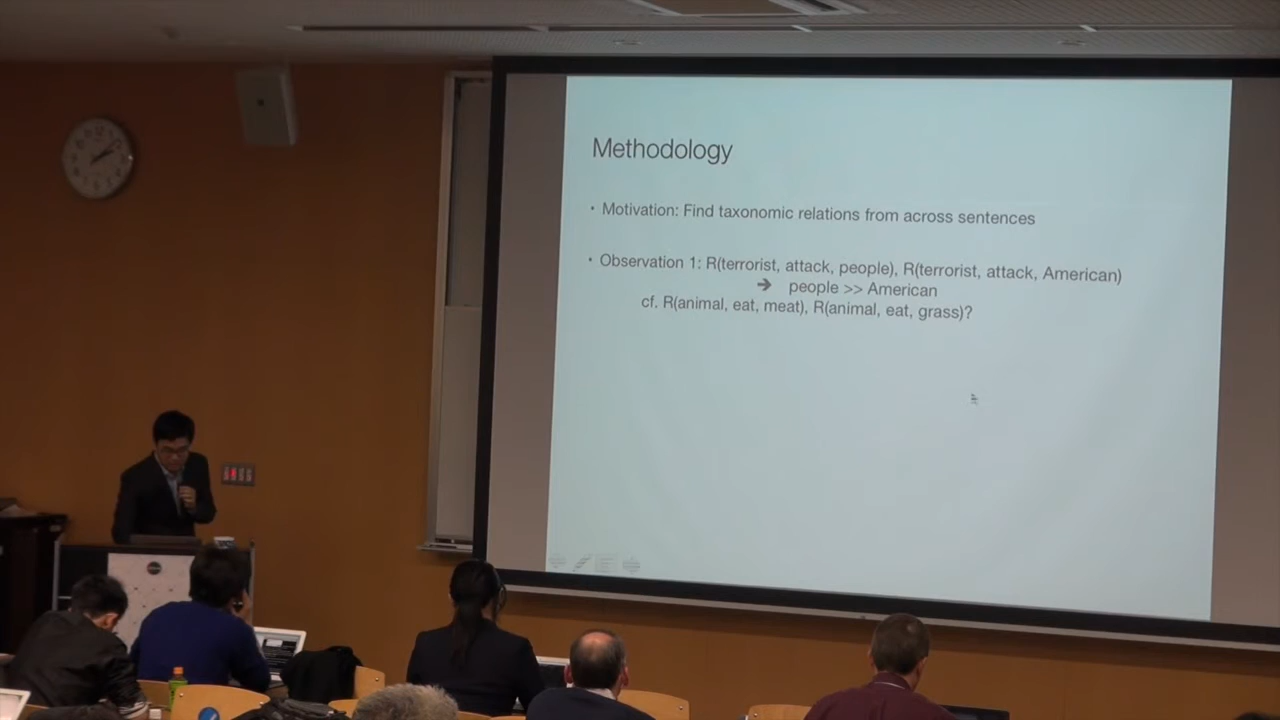 Methodology
• Motivation: Find taxonomic relations from across sentences
• Observation 1: R(terrorist, attack, people), R(terrorist, attack, American)
➔ people >> American
cf. R(animal, eat, meat), R(animal, eat, grass)?